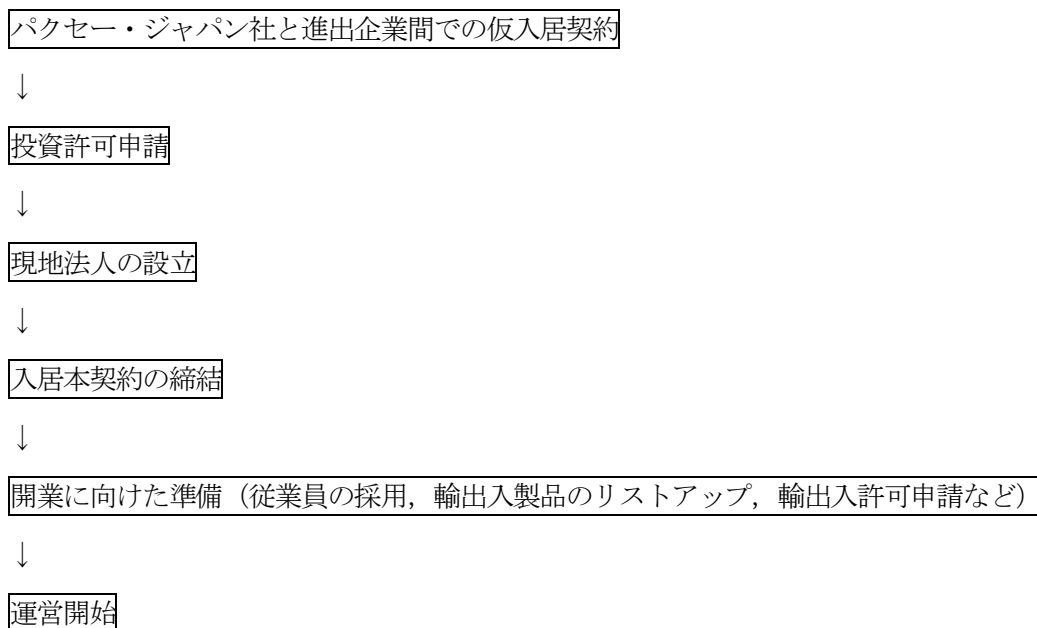 パクセー・ジャパン社と進出企業間での仮入居契約
↓
投資許可申請
↓
現地法人の設立
↓
入居本契約の締結
↓
開業に向けた準備（従業員の採用，輸出入製品のリストアップ，輸出入許可申請など）
↓
運営開始